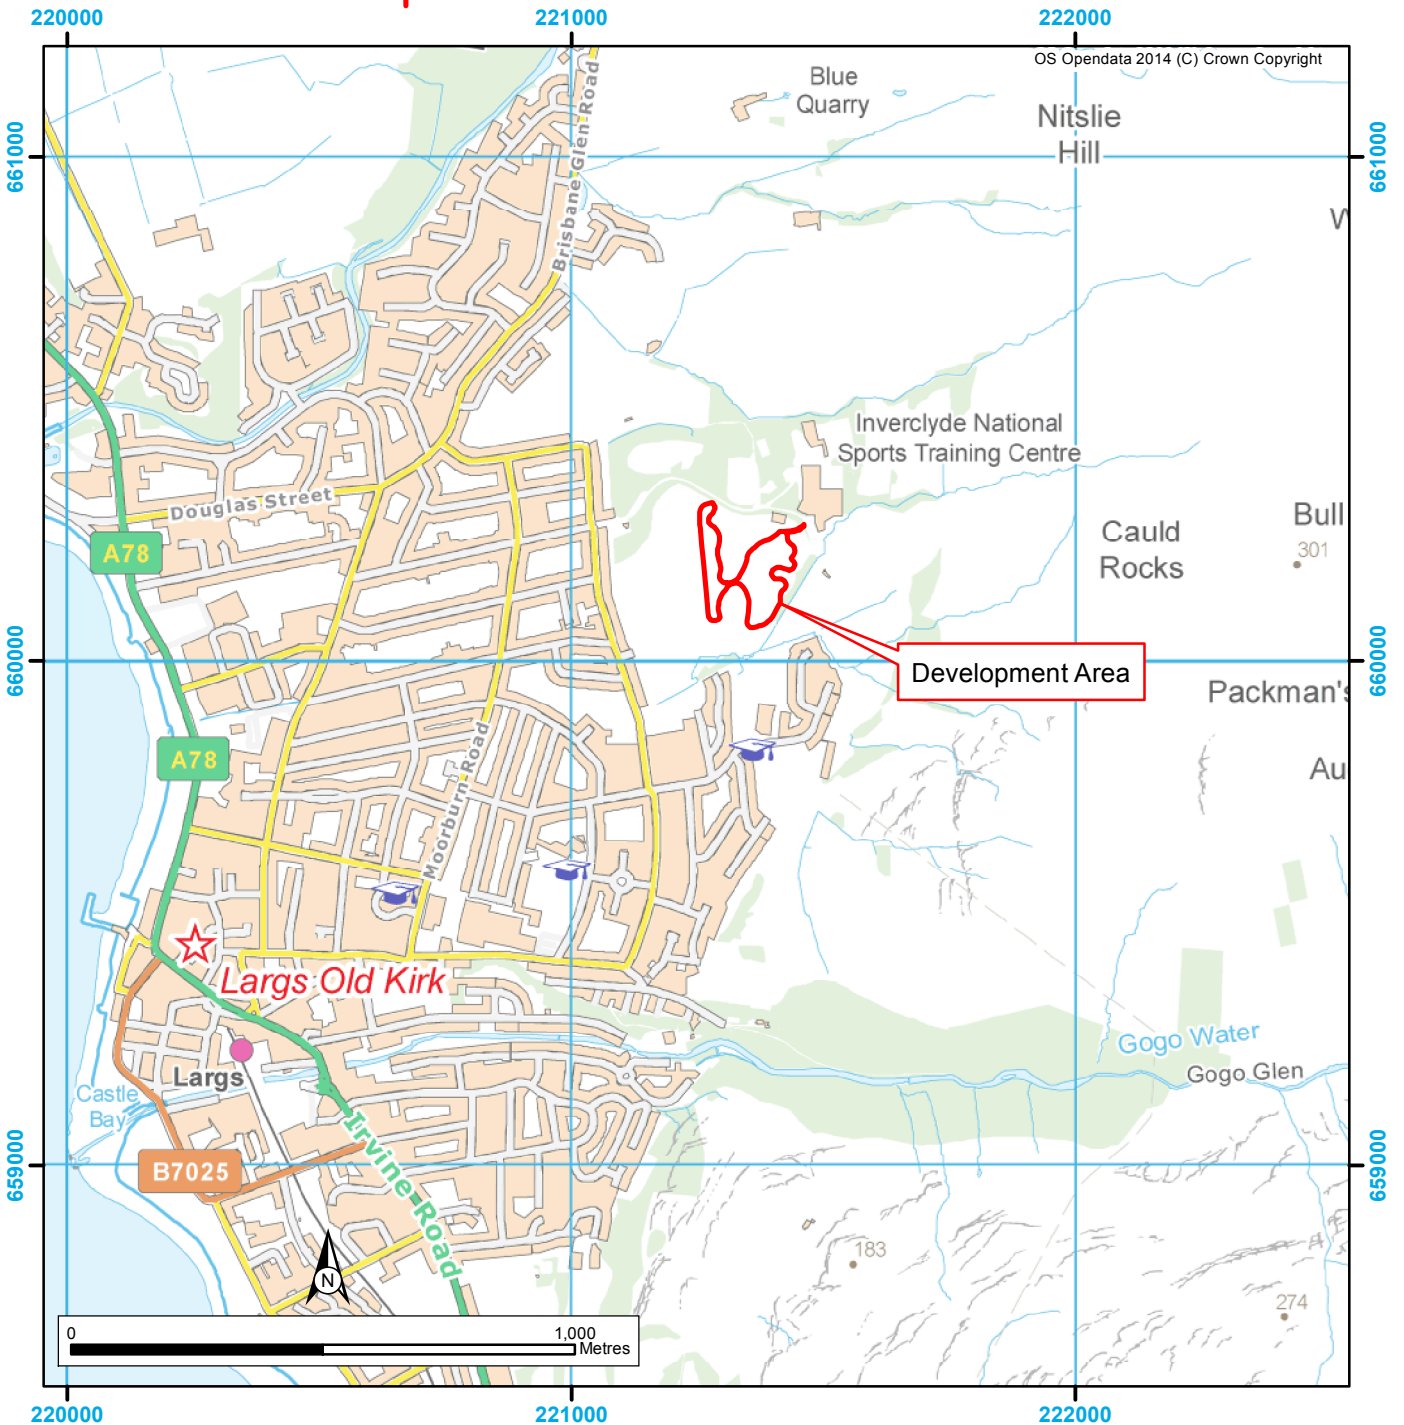 220000
221000
222000
OS Opendata 2014 (C) Crown Copyright
Blue
Quarry
Nitslie
Hill
661000
661000
Brisbane Glen Road
Inverclyde National
Sports Training Centre
Douglas Street
A78
Cauld
Rocks
Bull
301
660000
660000
Development Area
Packman's
A78
Au
Moorburn Road
Largs Old Kirk
Gogo Water
Gogo Glen
Largs
Castle
Bay
659000
659000
B7025
Irvine Road
183
274
N
0
1,000
Metres
220000
221000
222000